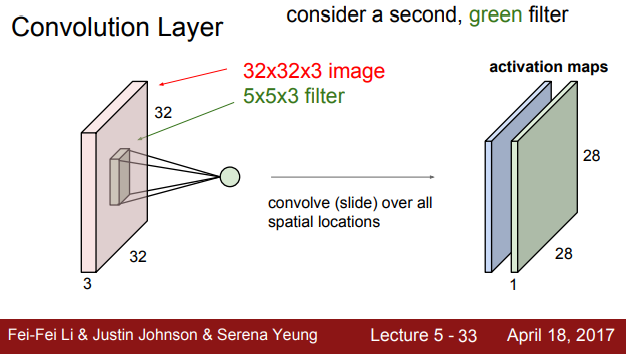 Convolution Layer
consider a second, green filter
32x32x3 image
5x5x3 filter
activation maps
32
28
convolve (slide) over all
spatial locations
32
28
3
1
Fei-Fei Li & Justin Johnson & Serena Yeung
Lecture 5 - 33
April 18, 2017